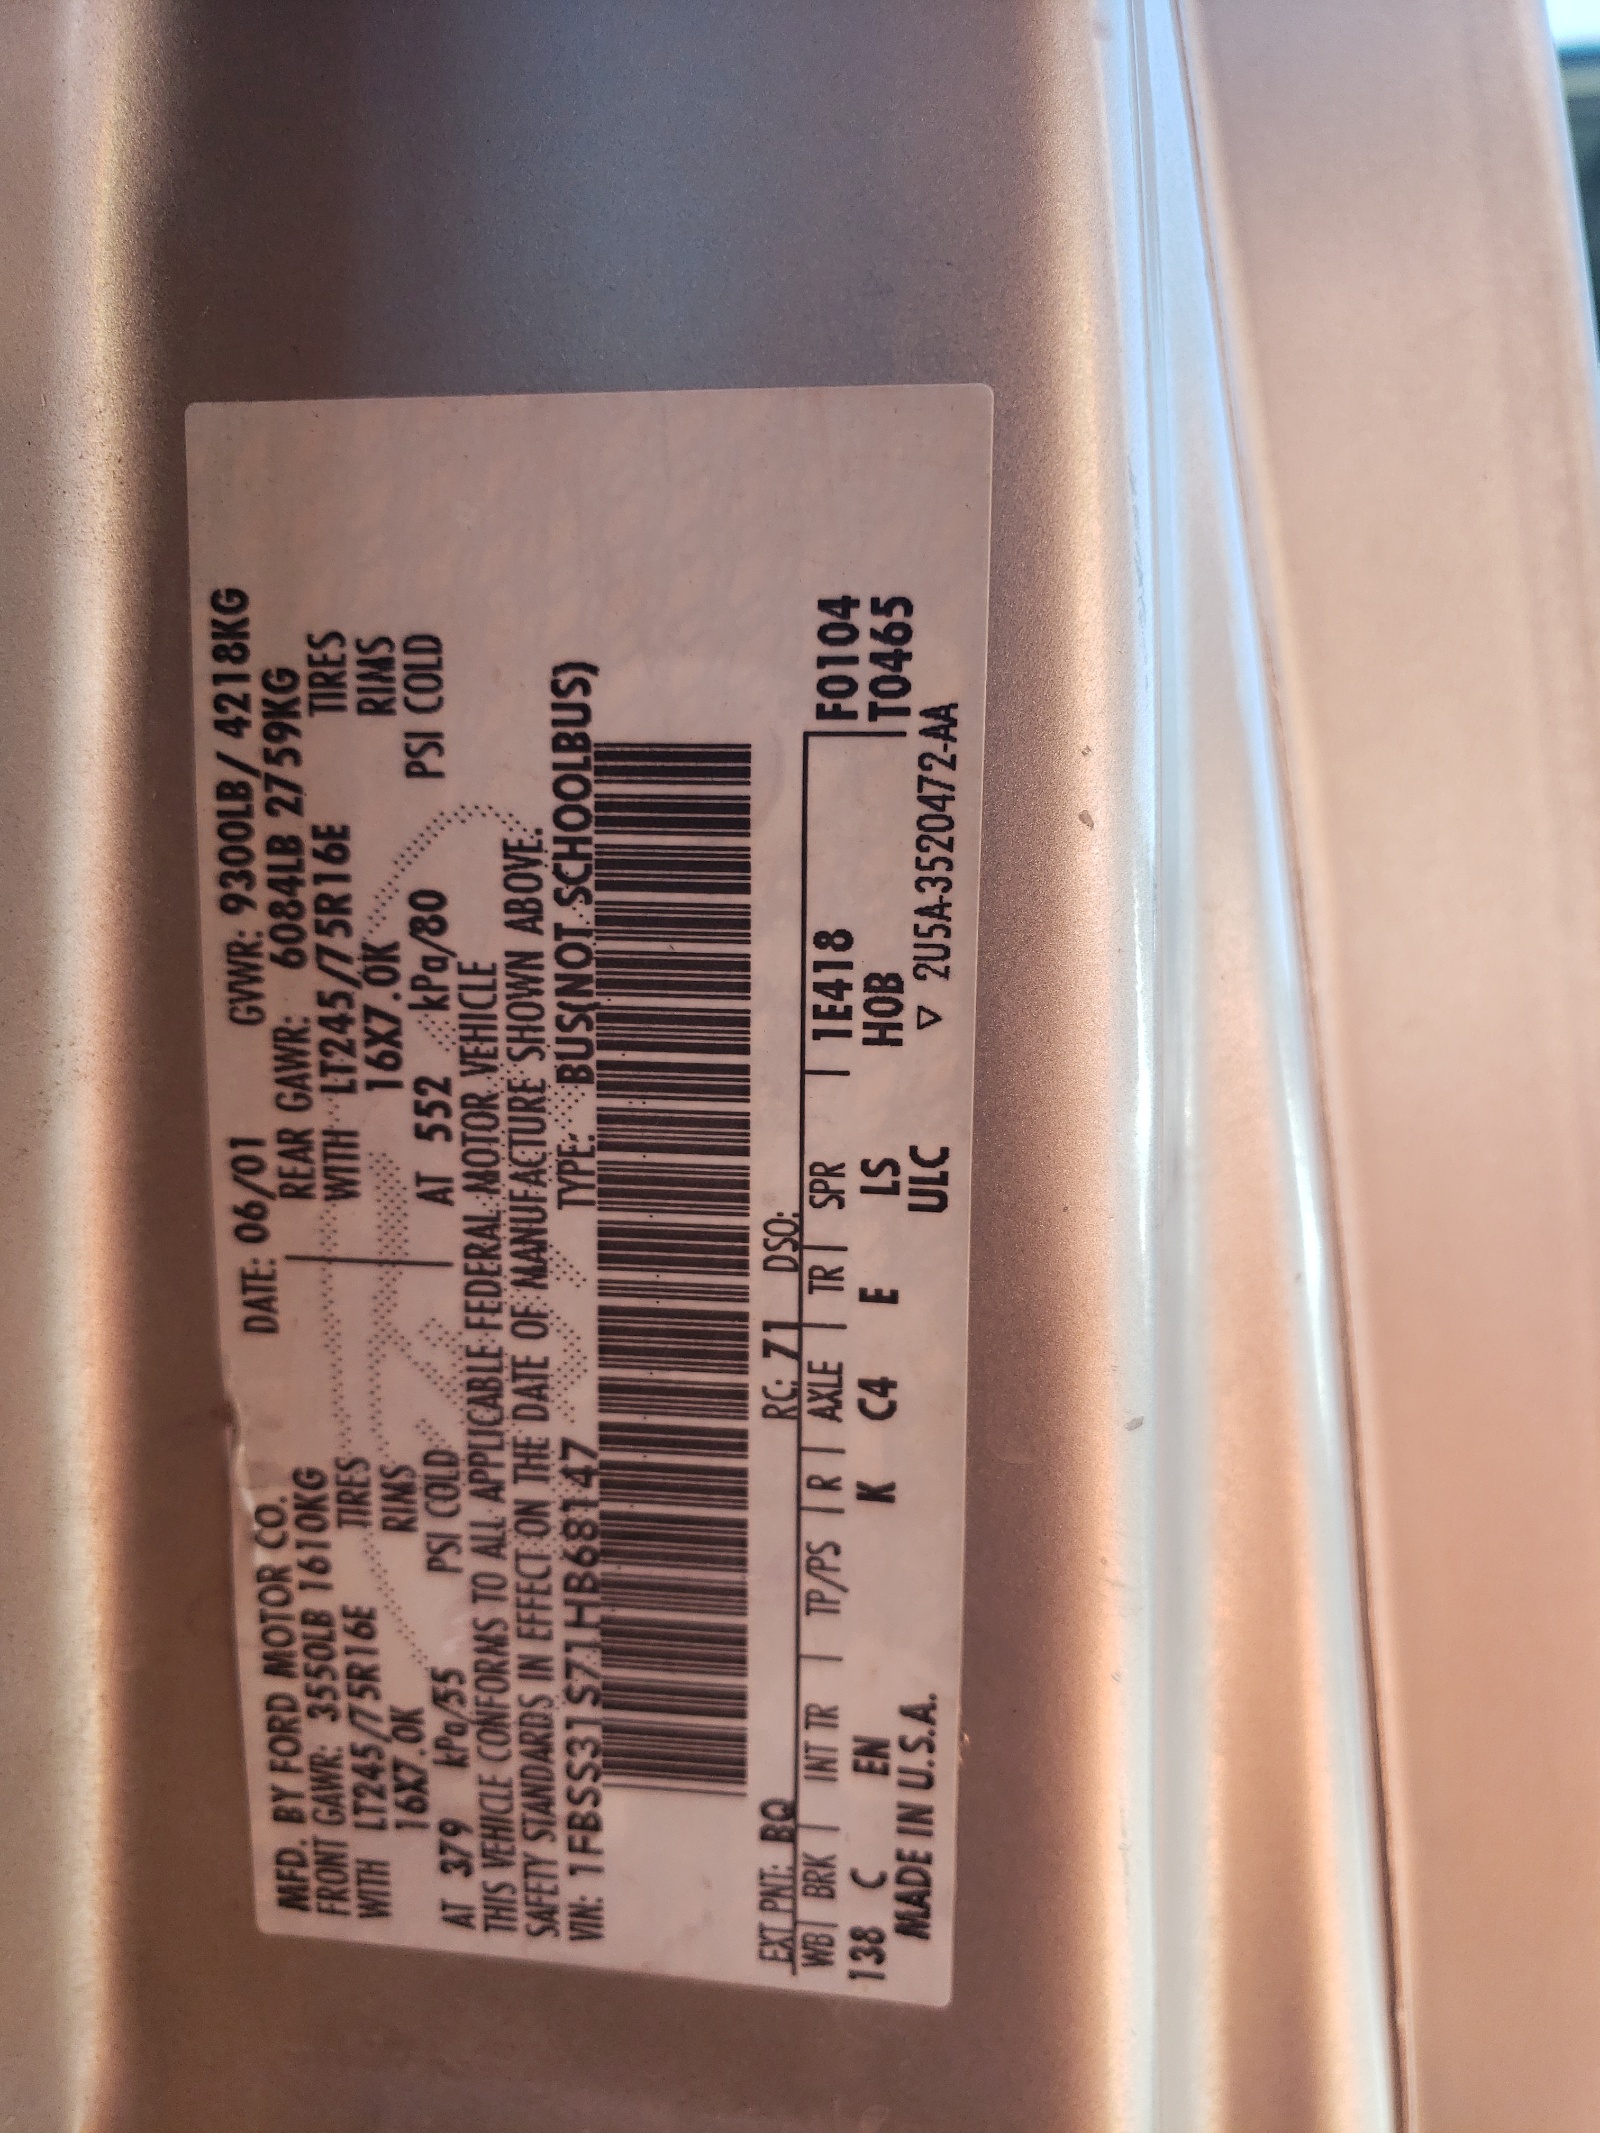 MFD. BY FORD MOTOR CO. DATE: 06/01 GVWR: 9300LB/ 4218KG
FRONT GAWR: 3550LB 1610KG REAR GAWR: 6084LB 2759KG
WITH LT245/75R16E TIRES WITH LT245/75R16E TIRES
16X7.0K RIMS 16X7.0K RIMS
AT 379 kPa/55 PSI COLD AT 552 kPa/80 PSI COLD
THIS VEHICLE CONFORMS TO ALL APPLICABLE FEDERAL MOTOR VEHICLE
SAFETY STANDARDS IN EFFECT ON THE DATE OF MANUFACTURE SHOWN ABOVE.
VIN: 1FBSS31S71HB68147 TYPE: BUS(NOT SCHOOLBUS)
EXT PNT: BQ RC: 71 DSO:
WB | BRK | INT TR | TP/PS | R | AXLE | TR | SPR | 1E418 F0104
138 C EN K C4 E LS H0B T0465
MADE IN U.S.A. ULC ▽ 2U5A-3520472-AA